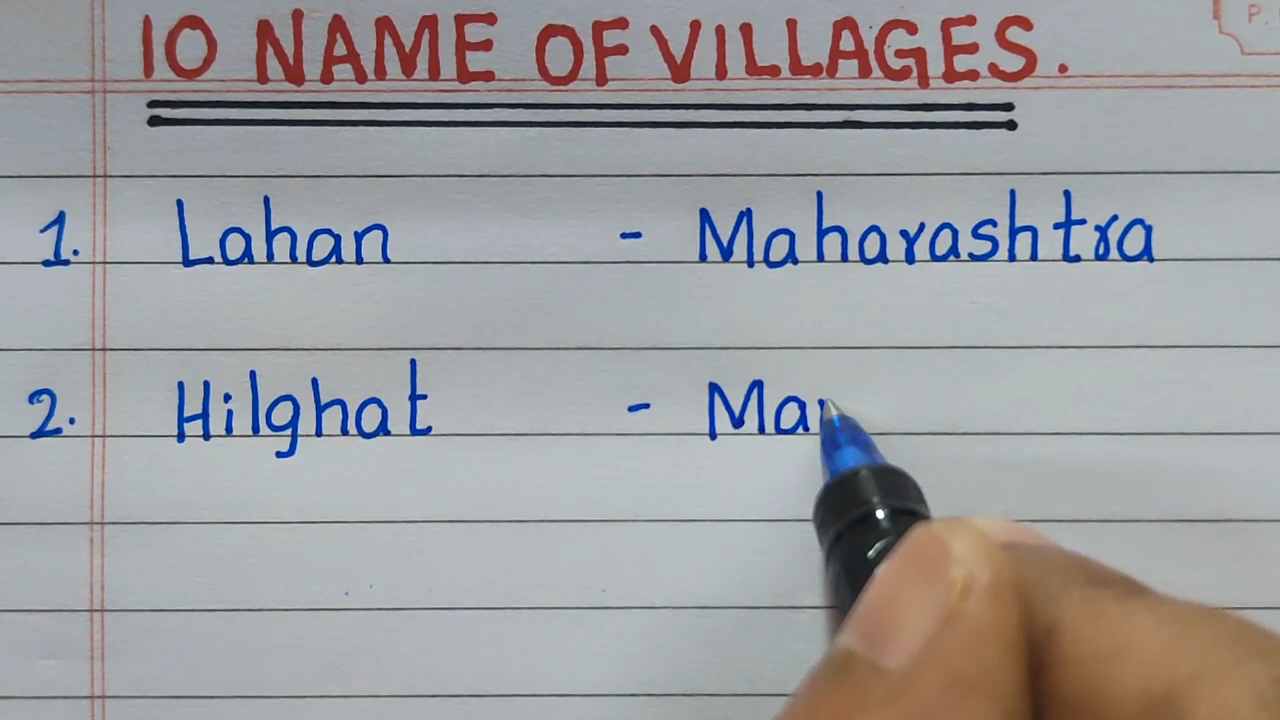 P.
10 NAME OF VILLAGES.
1. Lahan - Maharashtra
2. Hilghat - Ma